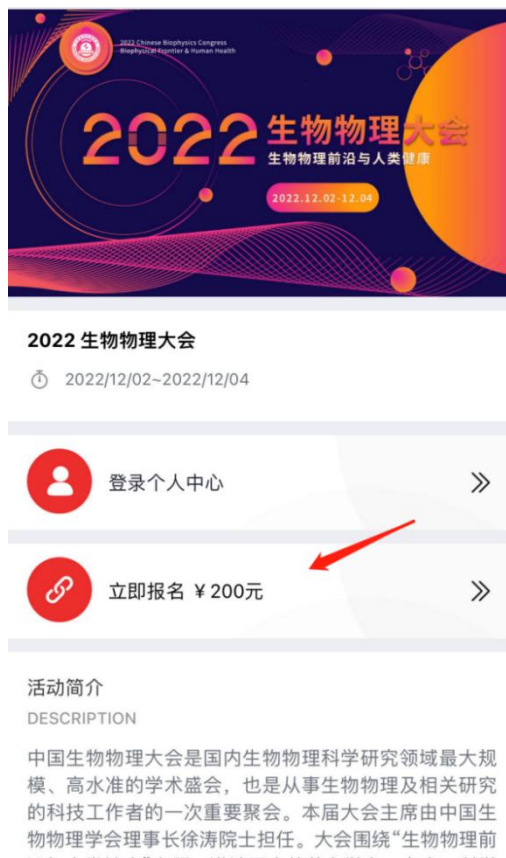 2022 Chinese Biophysics Congress
Biophysical Frontier & Human Health
2022 生物物理大会
生物物理前沿与人类健康
2022.12.02-12.04
2022 生物物理大会
2022/12/02~2022/12/04
登录个人中心
立即报名 ¥200元
活动简介
DESCRIPTION
中国生物物理大会是国内生物物理科学研究领域最大规
模、高水准的学术盛会，也是从事生物物理及相关研究
的科技工作者的一次重要聚会。本届大会主席由中国生
物物理学会理事长徐涛院士担任。大会围绕“生物物理前